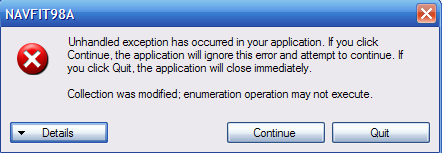 NAVFIT98A
Unhandled exception has occurred in your application. If you click
Continue, the application will ignore this error and attempt to continue. If
you click Quit, the application will close immediately.
Collection was modified; enumeration operation may not execute.
Details
Continue
Quit